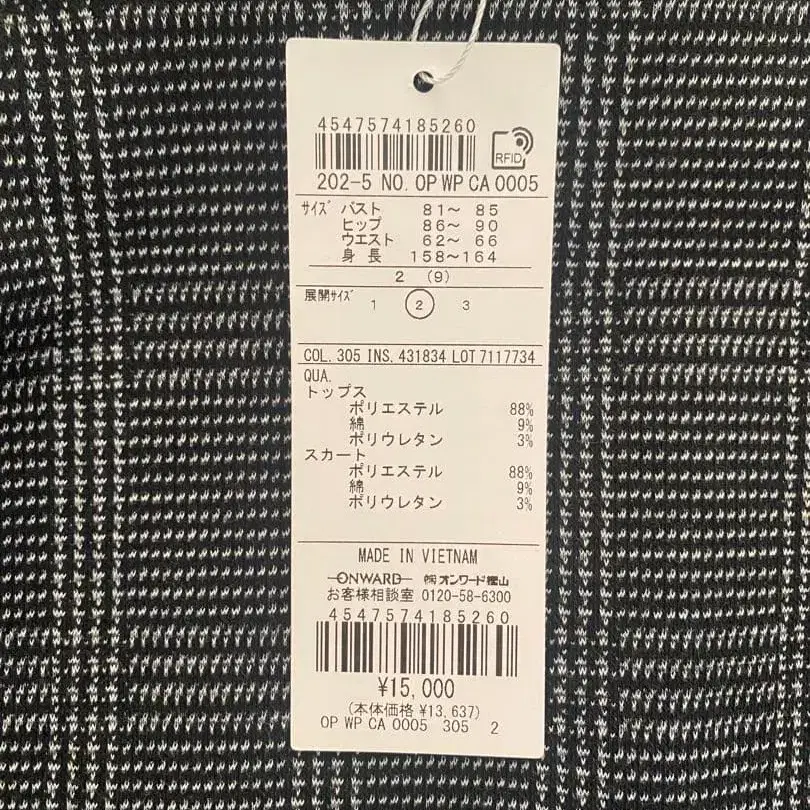 4547574185260
RFID
202-5 NO. OP WP CA 0005
サイズ バスト 81～ 85
ヒップ 86～ 90
ウエスト 62～ 66
身長 158～164
2 (9)
展開サイズ 1 2 3
COL. 305 INS. 431834 LOT 7117734
QUA.
トップス
ポリエステル 88%
綿 9%
ポリウレタン 3%
スカート
ポリエステル 88%
綿 9%
ポリウレタン 3%
MADE IN VIETNAM
ONWARD ㈱オンワード樫山
お客様相談室 0120-58-6300
4547574185260
¥15,000
(本体価格 ¥13,637)
OP WP CA 0005 305 2